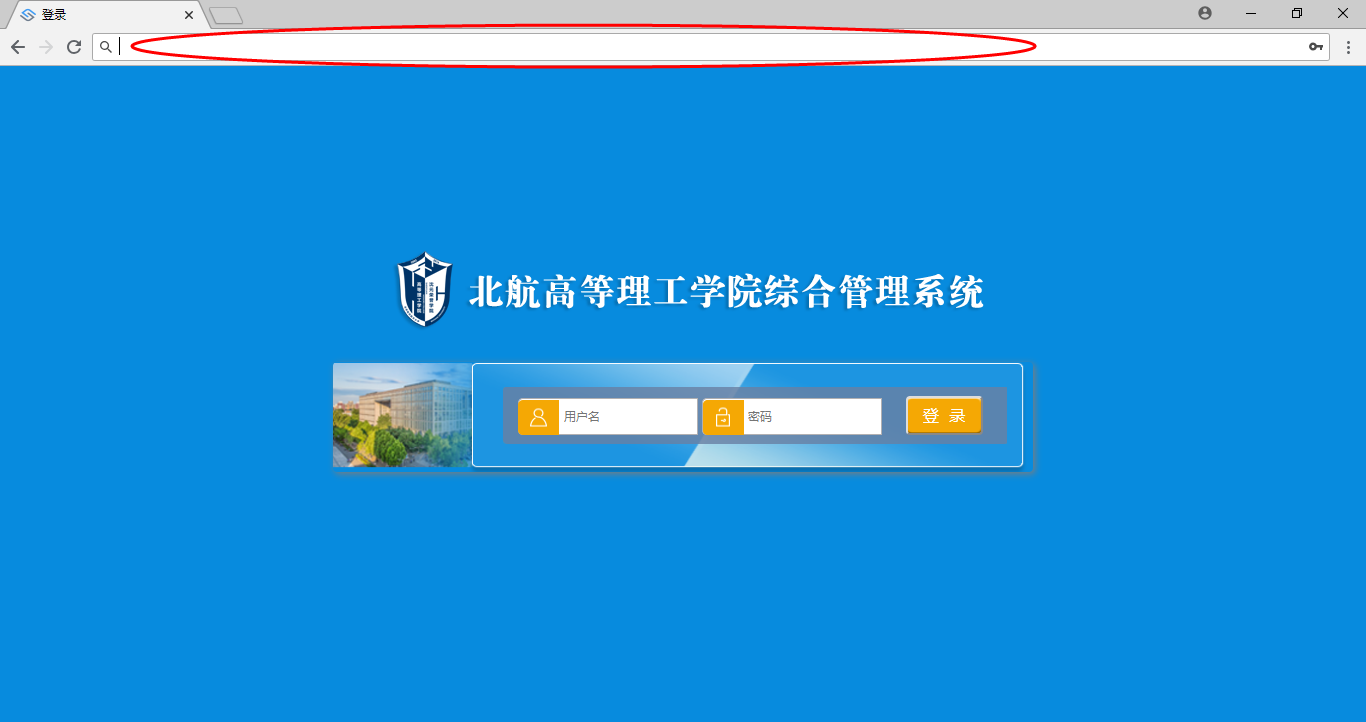 登录
北航高等理工学院综合管理系统
用户名
密码
登 录